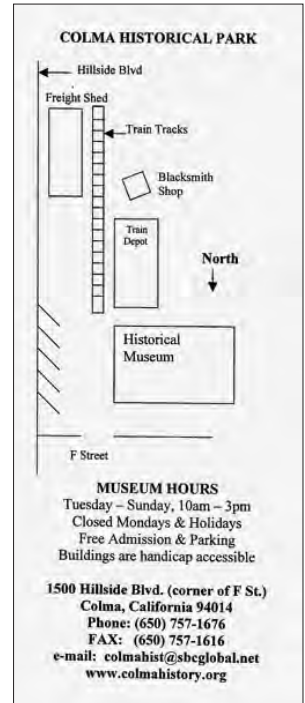 COLMA HISTORICAL PARK
Hillside Blvd
Freight Shed
Train Tracks
Blacksmith
Shop
Train
Depot
North
Historical
Museum
F Street
MUSEUM HOURS
Tuesday – Sunday, 10am – 3pm
Closed Mondays & Holidays
Free Admission & Parking
Buildings are handicap accessible
1500 Hillside Blvd. (corner of F St.)
Colma, California 94014
Phone: (650) 757-1676
FAX: (650) 757-1616
e-mail: colmahist@sbcglobal.net
www.colmahistory.org